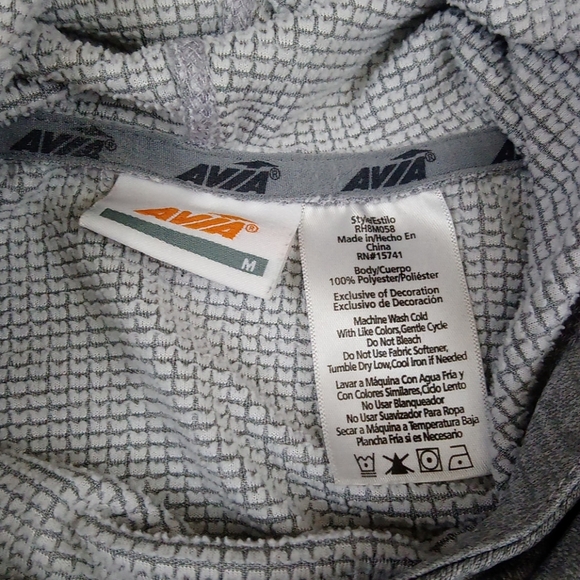 AVIA®
AVIA®
AVIA®
AVIA®
M
Style/Estilo
RH8M058
Made in/Hecho En
China
RN#15741
Body/Cuerpo
100% Polyester/Poliéster
Exclusive of Decoration
Exclusivo de Decoración
Machine Wash Cold
With Like Colors,Gentle Cycle
Do Not Bleach
Do Not Use Fabric Softener,
Tumble Dry Low,Cool Iron if Needed
Lavar a Máquina Con Agua Fría y
Con Colores Similares,Ciclo Lento
No Usar Blanqueador
No Usar Suavizador Para Ropa
Secar a Máquina a Temperatura Baja
Plancha Fría si es Necesario